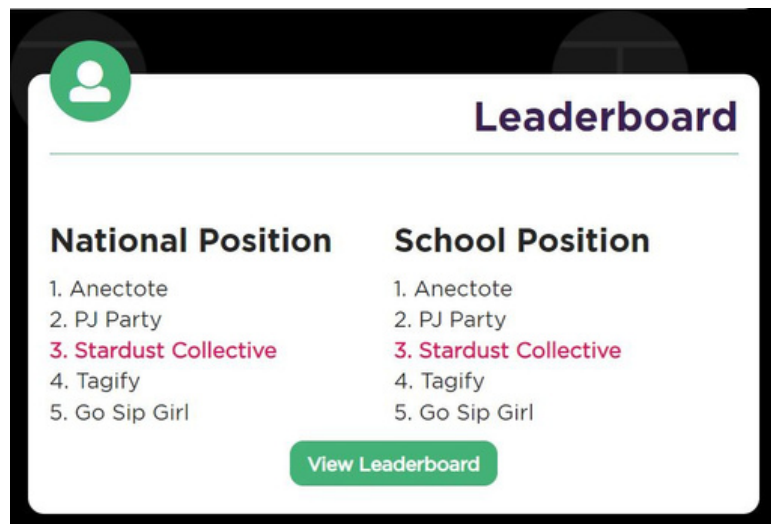 Leaderboard
National Position
1. Anectote
2. PJ Party
3. Stardust Collective
4. Tagify
5. Go Sip Girl
School Position
1. Anectote
2. PJ Party
3. Stardust Collective
4. Tagify
5. Go Sip Girl
View Leaderboard